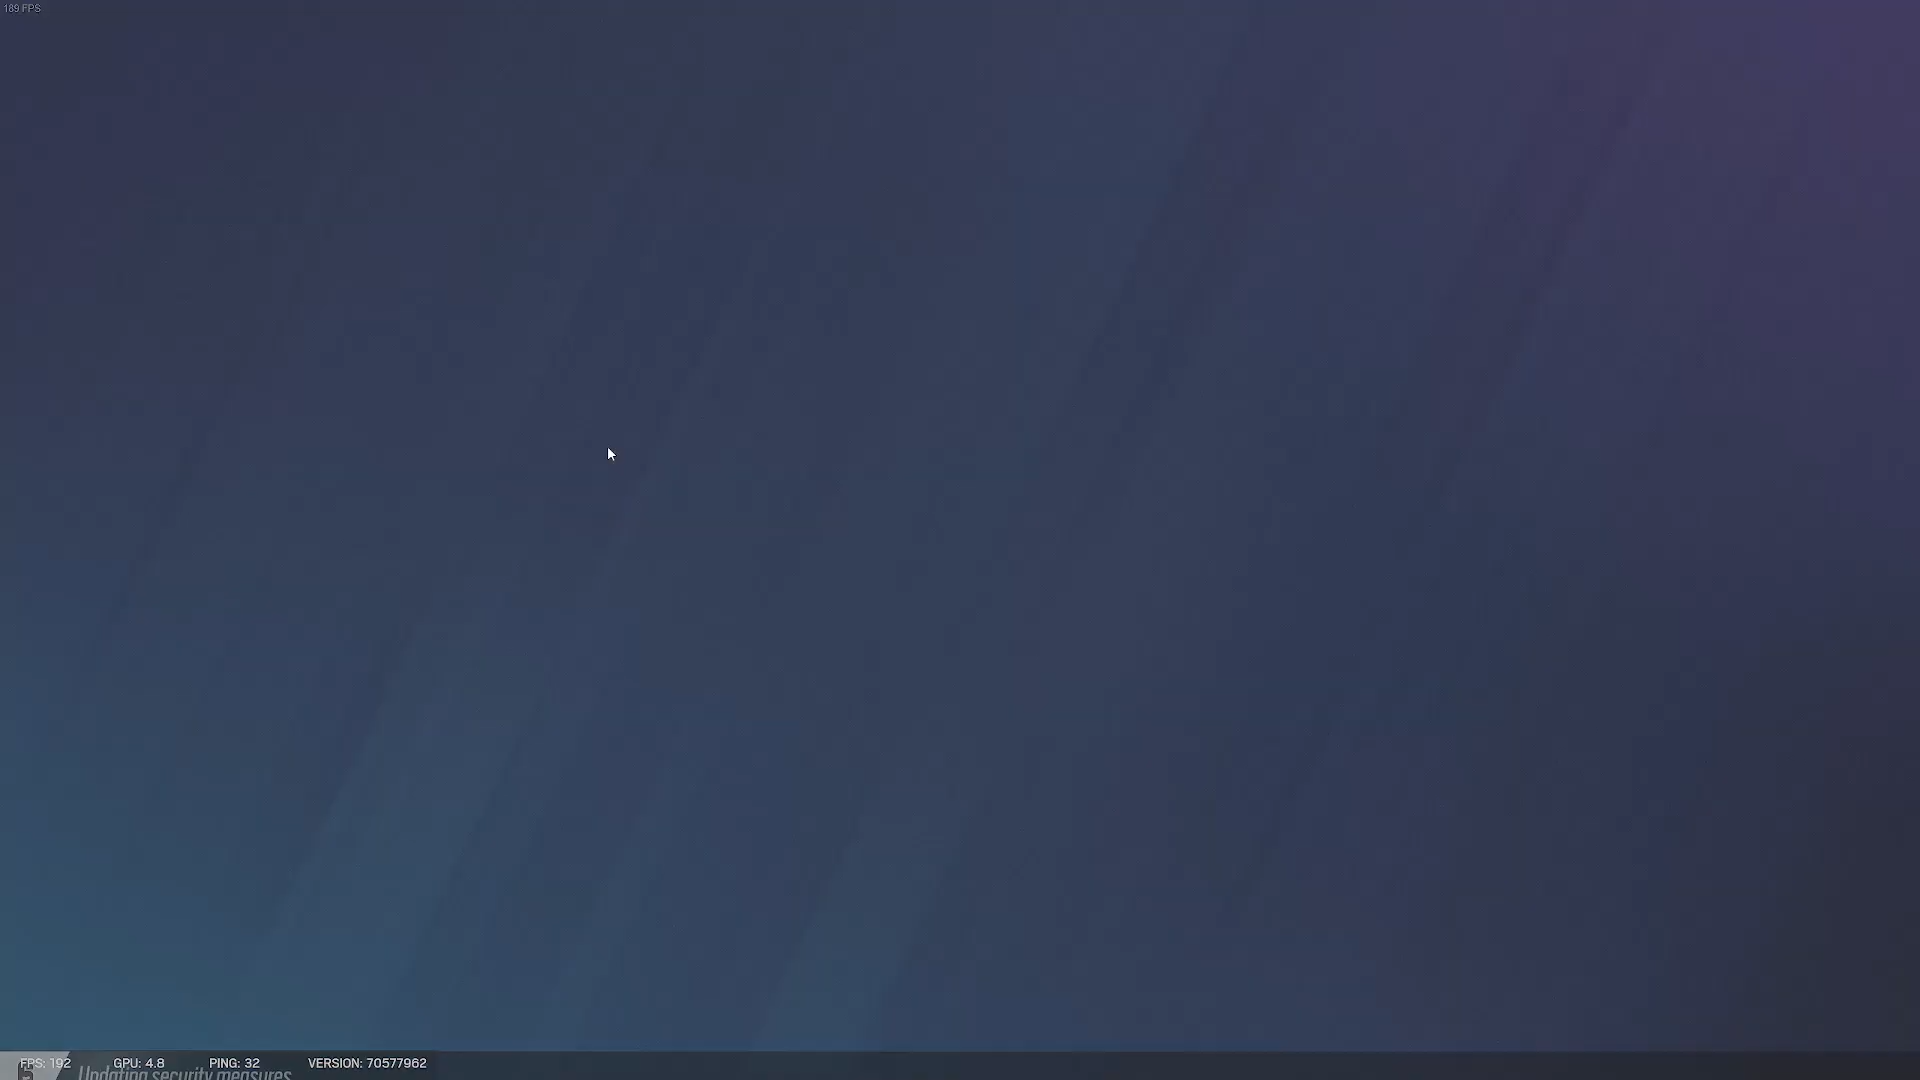 189 FPS
FPS: 192 GPU: 4.8 PING: 32 VERSION: 70577962
Updating security measures